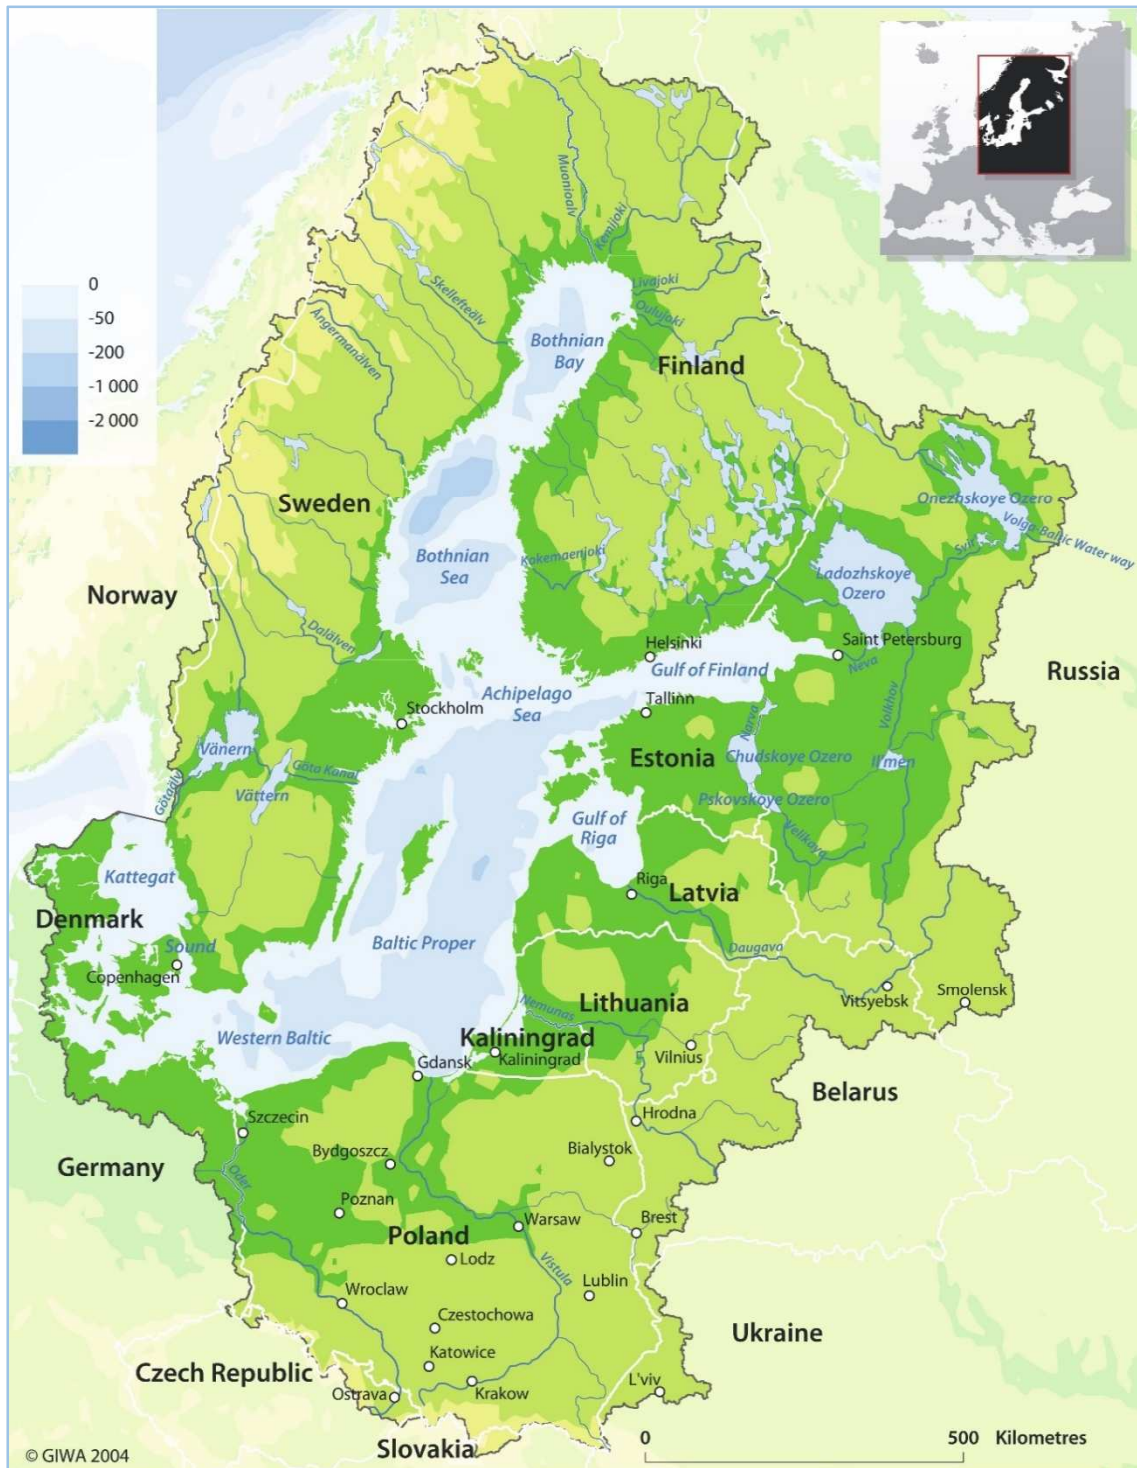 0
-50
-200
-1 000
-2 000
Muonioalv
Kemijoki
Livajoki
Oulujoki
Skellefteälv
Ångermanälven
Bothnian
Bay
Finland
Sweden
Onezhskoye Ozero
Volga-Baltic Water way
Svir
Bothnian
Sea
Kokemaenjoki
Ladozhskoye
Ozero
Norway
Dalälven
Helsinki
Saint Petersburg
Gulf of Finland
Neva
Russia
Achipelago
Sea
Tallinn
Stockholm
Narva
Volkhov
Vänern
Estonia
Chudskoye Ozero
Il'men
Götaälv
Göta Kanal
Vättern
Pskovskoye Ozero
Gulf of
Riga
Velikaya
Kattegat
Riga
Latvia
Denmark
Sound
Baltic Proper
Daugava
Copenhagen
Vitsyebsk
Smolensk
Nemunas
Lithuania
Western Baltic
Kaliningrad
Kaliningrad
Vilnius
Gdansk
Belarus
Szczecin
Hrodna
Bydgoszcz
Bialystok
Germany
Oder
Poznan
Poland
Warsaw
Brest
Lodz
Vistula
Wroclaw
Lublin
Czestochowa
Ukraine
Katowice
Czech Republic
Ostrava
Krakow
L'viv
Slovakia
0
500
Kilometres
© GIWA 2004